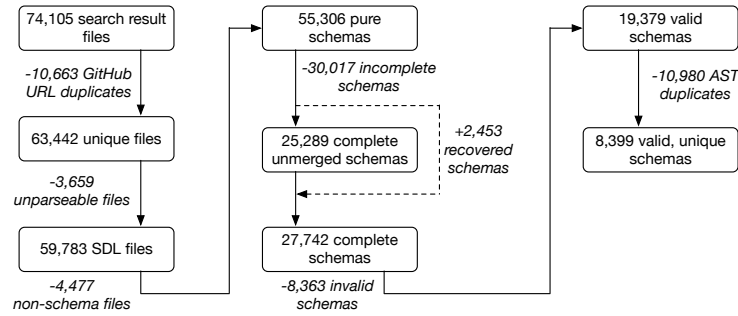 74,105 search result
files
-10,663 GitHub
URL duplicates
63,442 unique files
-3,659
unparseable files
59,783 SDL files
-4,477
non-schema files
55,306 pure
schemas
-30,017 incomplete
schemas
25,289 complete
unmerged schemas
+2,453
recovered
schemas
27,742 complete
schemas
-8,363 invalid
schemas
19,379 valid
schemas
-10,980 AST
duplicates
8,399 valid, unique
schemas